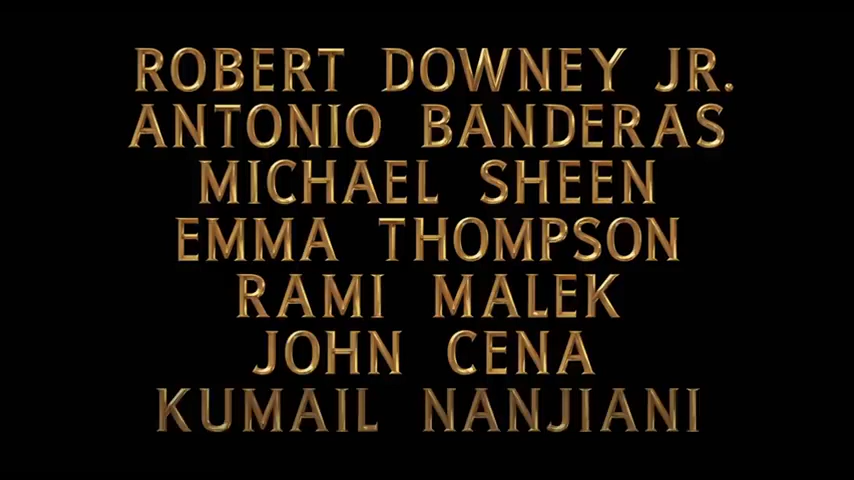 ROBERT DOWNEY JR.
ANTONIO BANDERAS
MICHAEL SHEEN
EMMA THOMPSON
RAMI MALEK
JOHN CENA
KUMAIL NANJIANI